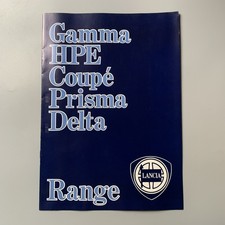 Gamma
HPE
Coupé
Prisma
Delta
Range
LANCIA